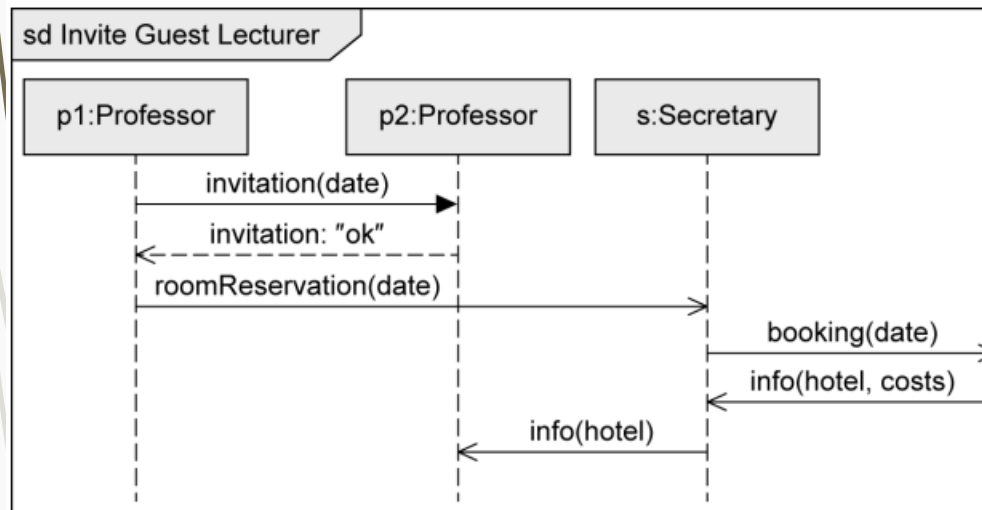 sd Invite Guest Lecturer
p1:Professor
p2:Professor
s:Secretary
invitation(date)
invitation: "ok"
roomReservation(date)
booking(date)
info(hotel, costs)
info(hotel)